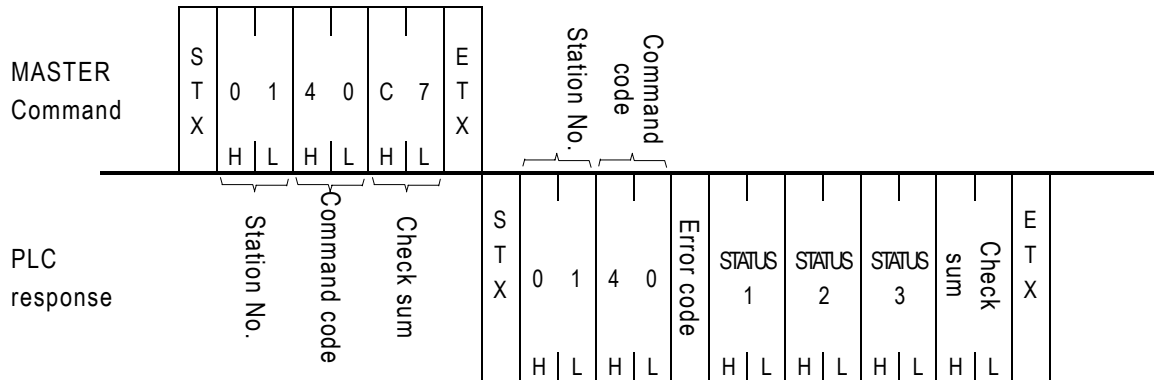 MASTER
Command
S T X
0 1 4 0 C 7
E T X
H L H L H L
Station No.
Command code
Check sum
Station No.
Command
code
PLC
response
S T X
0 1 4 0
Error code
STATUS
1
STATUS
2
STATUS
3
Check
sum
E T X
H L H L H L H L H L H L